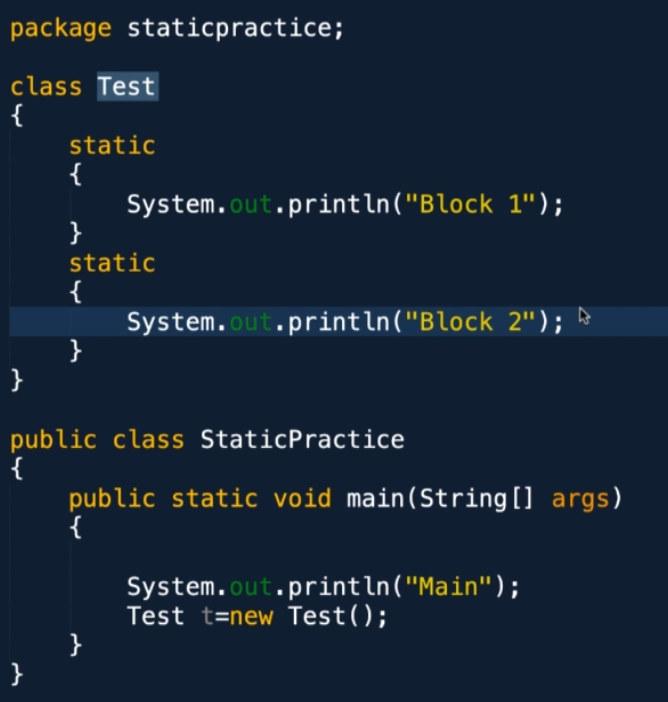 package staticpractice;
class Test
{
    static
    {
        System.out.println("Block 1");
    }
    static
    {
        System.out.println("Block 2");
    }
}
public class StaticPractice
{
    public static void main(String[] args)
    {
        System.out.println("Main");
        Test t=new Test();
    }
}